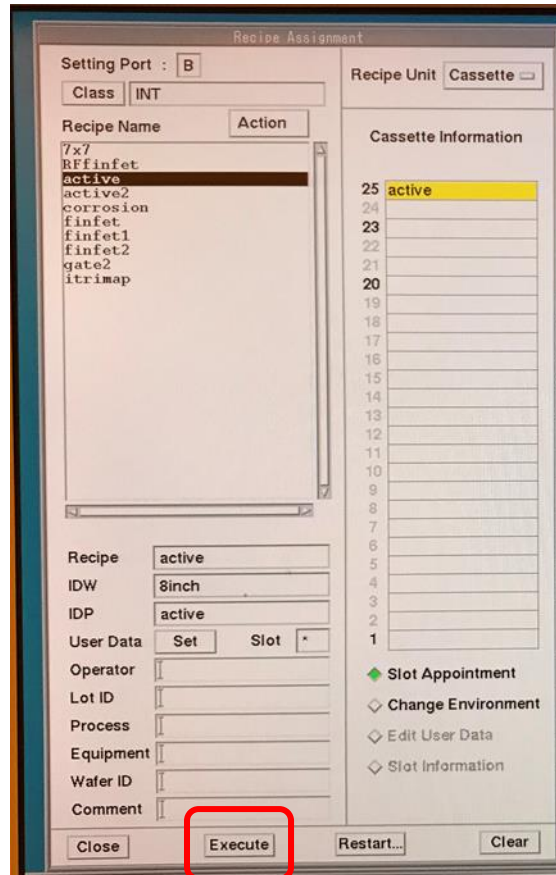 Recipe Assignment
Setting Port : B
Class INT
Recipe Name Action
7x7
RFfinfet
active
active2
corrosion
finfet
finfet1
finfet2
gate2
itrimap
Recipe active
IDW 8inch
IDP active
User Data Set Slot *
Operator
Lot ID
Process
Equipment
Wafer ID
Comment
Recipe Unit Cassette
Cassette Information
25 active
24
23
22
21
20
19
18
17
16
15
14
13
12
11
10
9
8
7
6
5
4
3
2
1
Slot Appointment
Change Environment
Edit User Data
Slot Information
Close Execute Restart... Clear